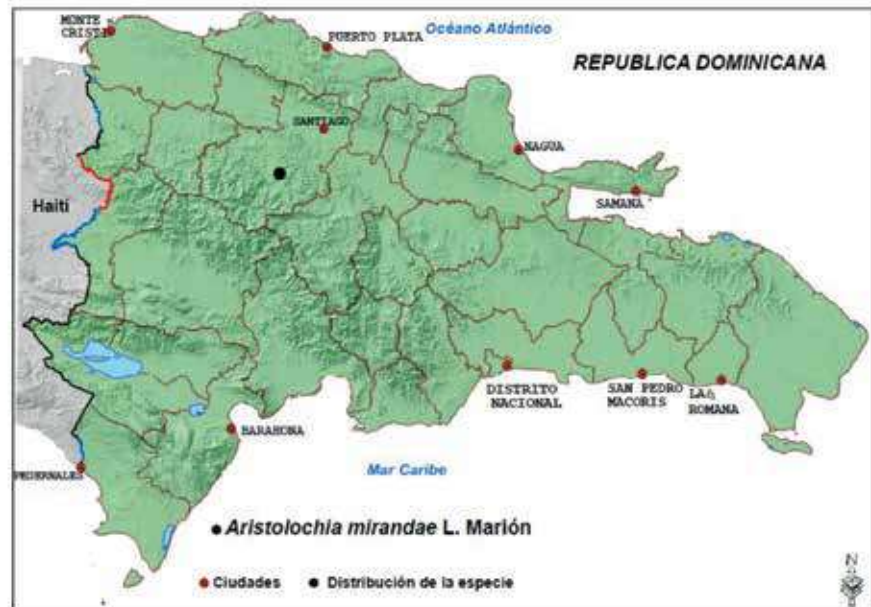 MONTE
CRISTI
PUERTO PLATA
Océano Atlántico
REPUBLICA DOMINICANA
SANTIAGO
NAGUA
Haití
SAMANA
DISTRITO
NACIONAL
SAN PEDRO
MACORIS
LA
ROMANA
BARAHONA
PEDERNALES
Mar Caribe
Aristolochia mirandae L. Marión
Ciudades
Distribución de la especie
N